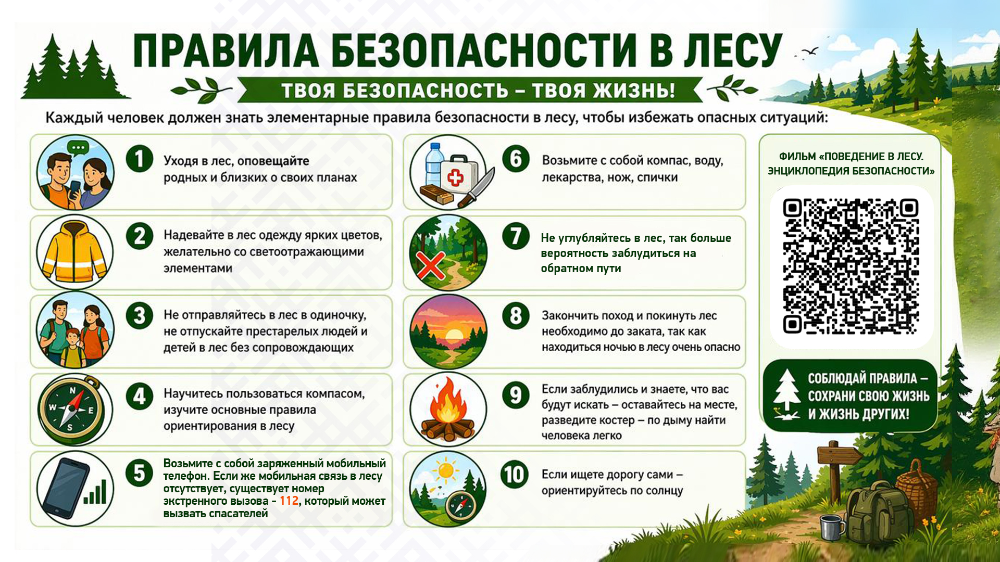 ПРАВИЛА БЕЗОПАСНОСТИ В ЛЕСУ
ТВОЯ БЕЗОПАСНОСТЬ – ТВОЯ ЖИЗНЬ!
Каждый человек должен знать элементарные правила безопасности в лесу, чтобы избежать опасных ситуаций:
1
Уходя в лес, оповещайте
родных и близких о своих планах
2
Надевайте в лес одежду ярких цветов,
желательно со светоотражающими
элементами
3
Не отправляйтесь в лес в одиночку,
не отпускайте престарелых людей и
детей в лес без сопровождающих
N
W
E
S
4
Научитесь пользоваться компасом,
изучите основные правила
ориентирования в лесу
5
Возьмите с собой заряженный мобильный
телефон. Если же мобильная связь в лесу
отсутствует, существует номер
экстренного вызова - 112, который может
вызвать спасателей
6
Возьмите с собой компас, воду,
лекарства, нож, спички
7
Не углубляйтесь в лес, так больше
вероятность заблудиться на
обратном пути
8
Закончить поход и покинуть лес
необходимо до заката, так как
находиться ночью в лесу очень опасно
9
Если заблудились и знаете, что вас
будут искать – оставайтесь на месте,
разведите костер – по дыму найти
человека легко
10
Если ищете дорогу сами –
ориентируйтесь по солнцу
ФИЛЬМ «ПОВЕДЕНИЕ В ЛЕСУ.
ЭНЦИКЛОПЕДИЯ БЕЗОПАСНОСТИ»
СОБЛЮДАЙ ПРАВИЛА –
СОХРАНИ СВОЮ ЖИЗНЬ
И ЖИЗНЬ ДРУГИХ!